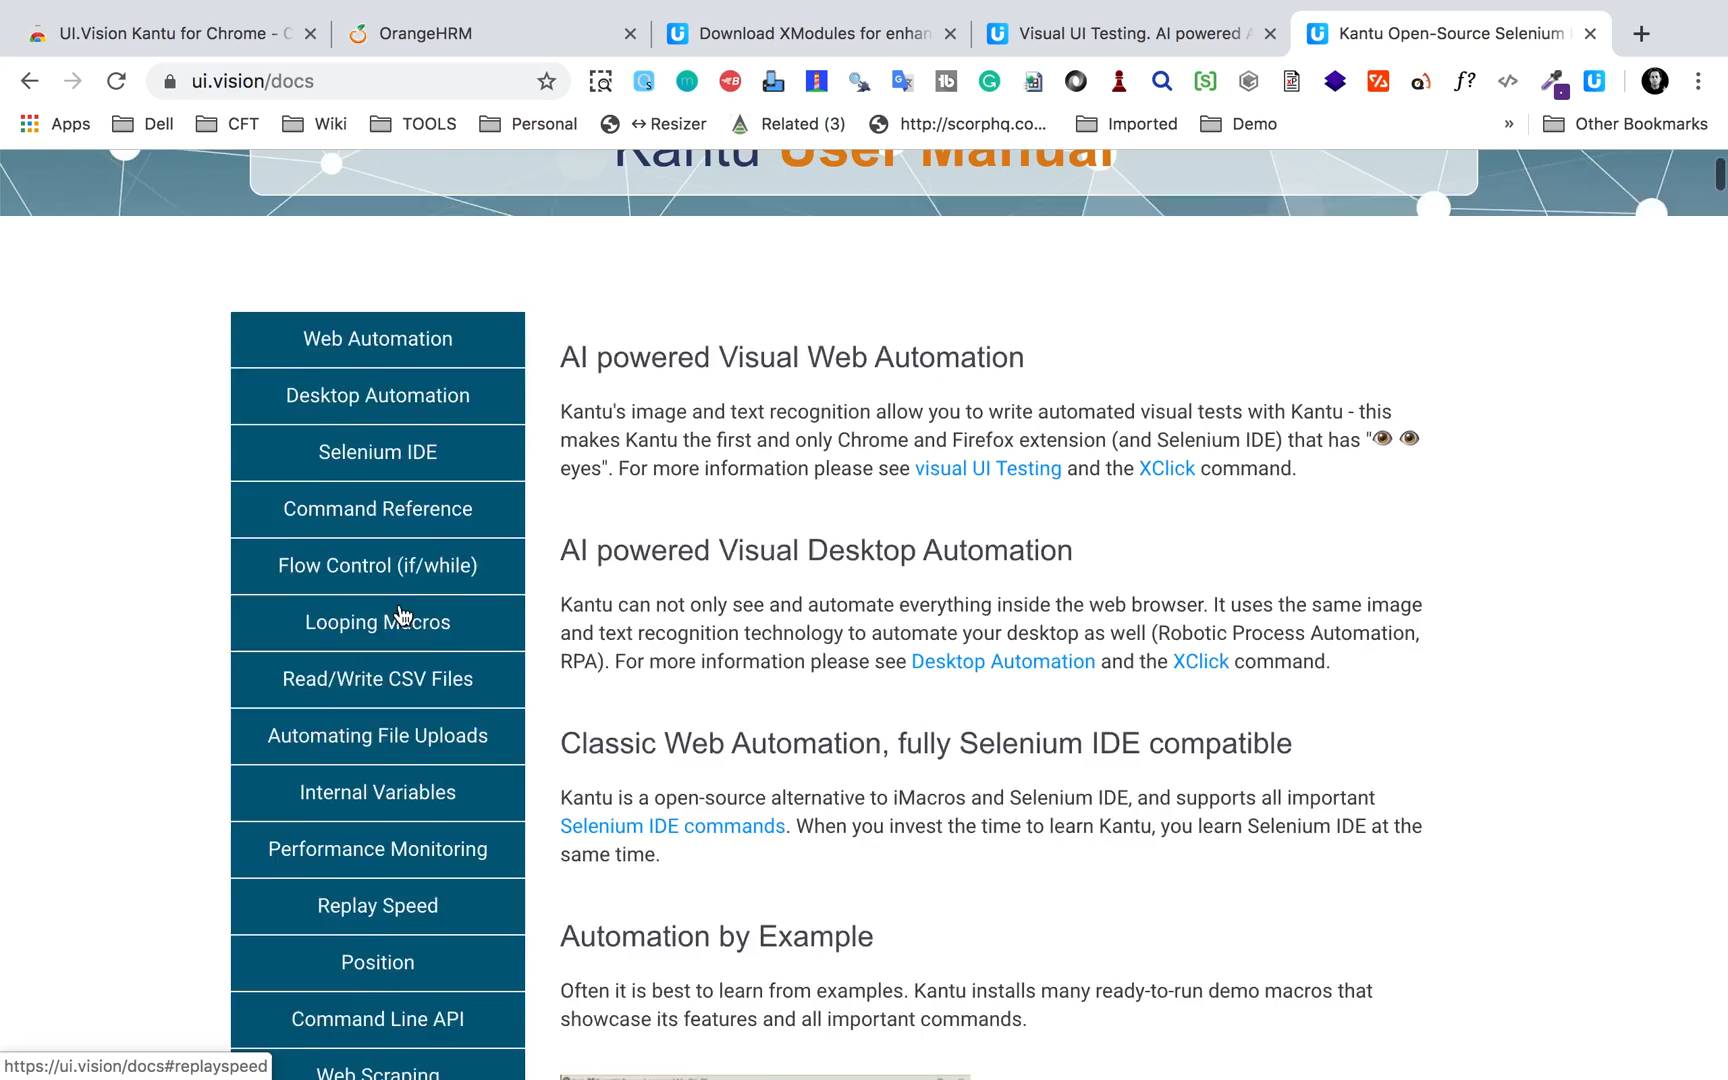 UI.Vision Kantu for Chrome - C
OrangeHRM
Download XModules for enhan
Visual UI Testing. AI powered A
Kantu Open-Source Selenium I
ui.vision/docs
Apps
Dell
CFT
Wiki
TOOLS
Personal
↔Resizer
Related (3)
http://scorphq.co...
Imported
Demo
»
Other Bookmarks
Kantu User Manual
Web Automation
Desktop Automation
Selenium IDE
Command Reference
Flow Control (if/while)
Looping Macros
Read/Write CSV Files
Automating File Uploads
Internal Variables
Performance Monitoring
Replay Speed
Position
Command Line API
Web Scraping
AI powered Visual Web Automation
Kantu's image and text recognition allow you to write automated visual tests with Kantu - this
makes Kantu the first and only Chrome and Firefox extension (and Selenium IDE) that has "👁 👁
eyes". For more information please see visual UI Testing and the XClick command.
AI powered Visual Desktop Automation
Kantu can not only see and automate everything inside the web browser. It uses the same image
and text recognition technology to automate your desktop as well (Robotic Process Automation,
RPA). For more information please see Desktop Automation and the XClick command.
Classic Web Automation, fully Selenium IDE compatible
Kantu is a open-source alternative to iMacros and Selenium IDE, and supports all important
Selenium IDE commands. When you invest the time to learn Kantu, you learn Selenium IDE at the
same time.
Automation by Example
Often it is best to learn from examples. Kantu installs many ready-to-run demo macros that
showcase its features and all important commands.
https://ui.vision/docs#replayspeed